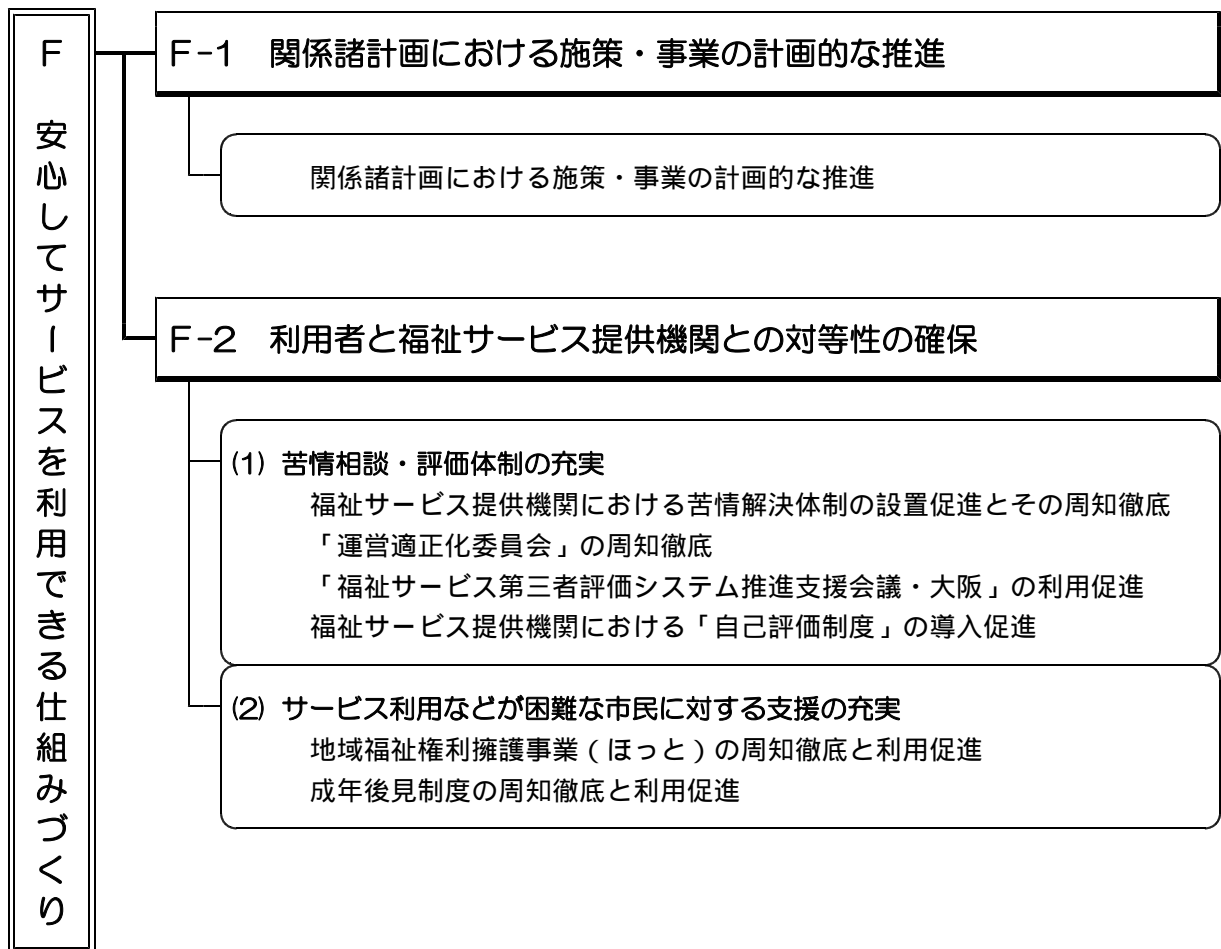 F 安心してサービスを利用できる仕組みづくり
F-1 関係諸計画における施策・事業の計画的な推進
関係諸計画における施策・事業の計画的な推進
F-2 利用者と福祉サービス提供機関との対等性の確保
(1) 苦情相談・評価体制の充実
福祉サービス提供機関における苦情解決体制の設置促進とその周知徹底
「運営適正化委員会」の周知徹底
「福祉サービス第三者評価システム推進支援会議・大阪」の利用促進
福祉サービス提供機関における「自己評価制度」の導入促進
(2) サービス利用などが困難な市民に対する支援の充実
地域福祉権利擁護事業(ほっと)の周知徹底と利用促進
成年後見制度の周知徹底と利用促進